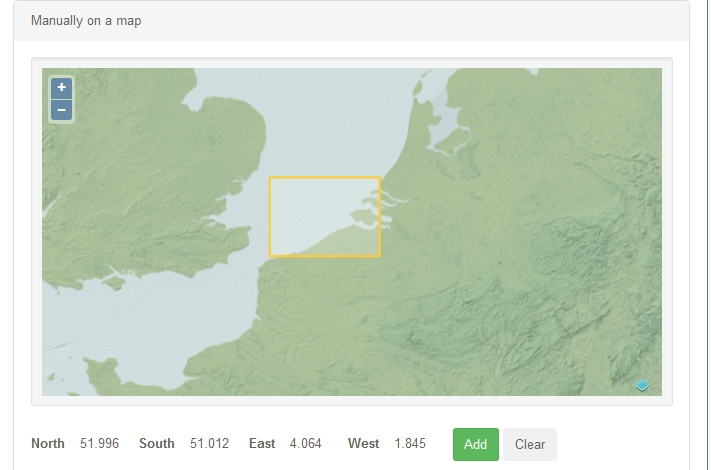 Manually on a map
+
−
North 51.996 South 51.012 East 4.064 West 1.845 Add Clear